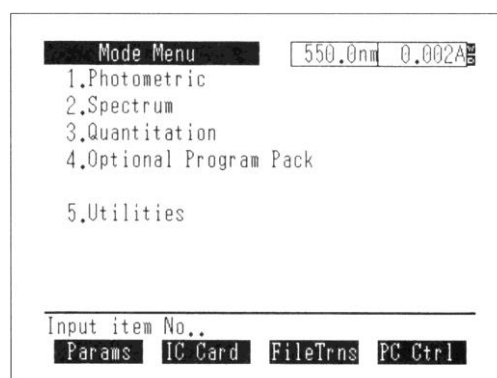 Mode Menu 550.0nm 0.002A
1.Photometric
2.Spectrum
3.Quantitation
4.Optional Program Pack
5.Utilities
Input item No..
Params IC Card FileTrns PC Ctrl